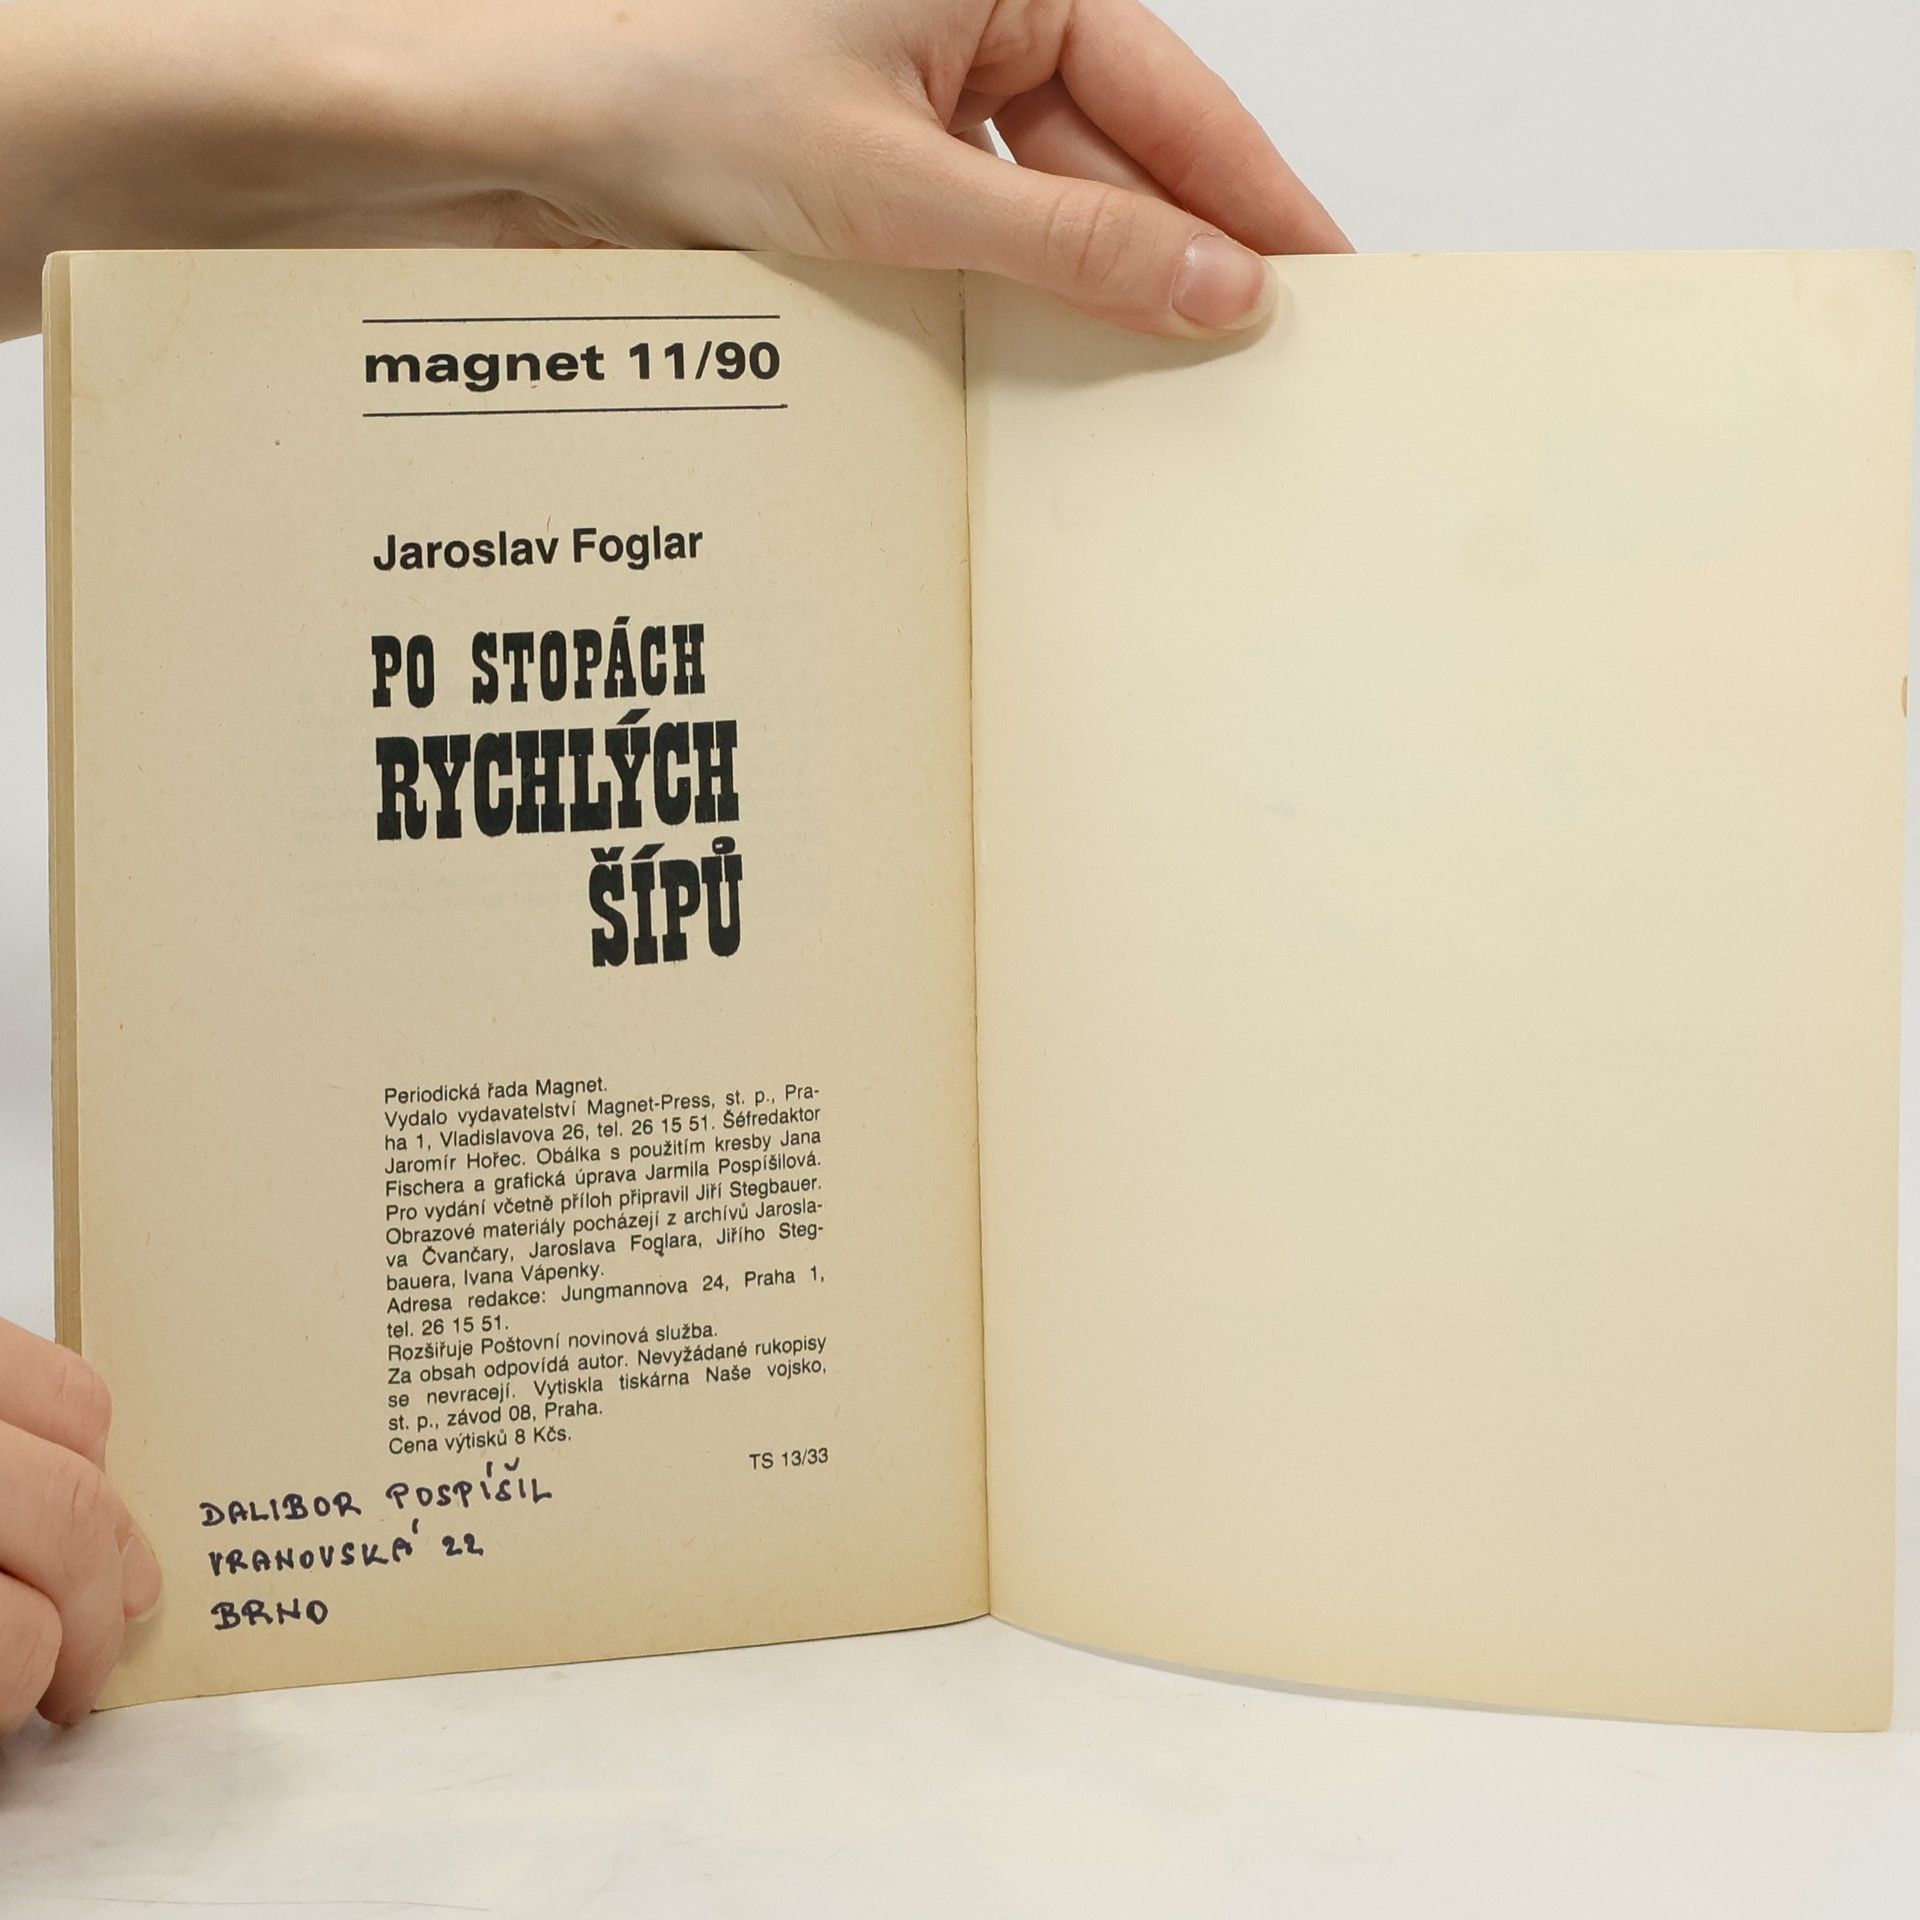 magnet 11/90
Jaroslav Foglar
PO STOPÁCH
RYCHLÝCH
ŠÍPŮ
Periodická řada Magnet.
Vydalo vydavatelství Magnet-Press, st. p., Pra-
ha 1, Vladislavova 26, tel. 26 15 51. Šéfredaktor
Jaromír Hořec. Obálka s použitím kresby Jana
Fischera a grafická úprava Jarmila Pospíšilová.
Pro vydání včetně příloh připravil Jiří Stegbauer.
Obrazové materiály pocházejí z archívů Jarosla-
va Čvančary, Jaroslava Foglara, Jiřího Steg-
bauera, Ivana Vápenky.
Adresa redakce: Jungmannova 24, Praha 1,
tel. 26 15 51.
Rozšiřuje Poštovní novinová služba.
Za obsah odpovídá autor. Nevyžádané rukopisy
se nevracejí. Vytiskla tiskárna Naše vojsko,
st. p., závod 08, Praha.
Cena výtisků 8 Kčs.
TS 13/33
DALIBOR POSPÍŠIL
VRANOVSKÁ 22
BRNO